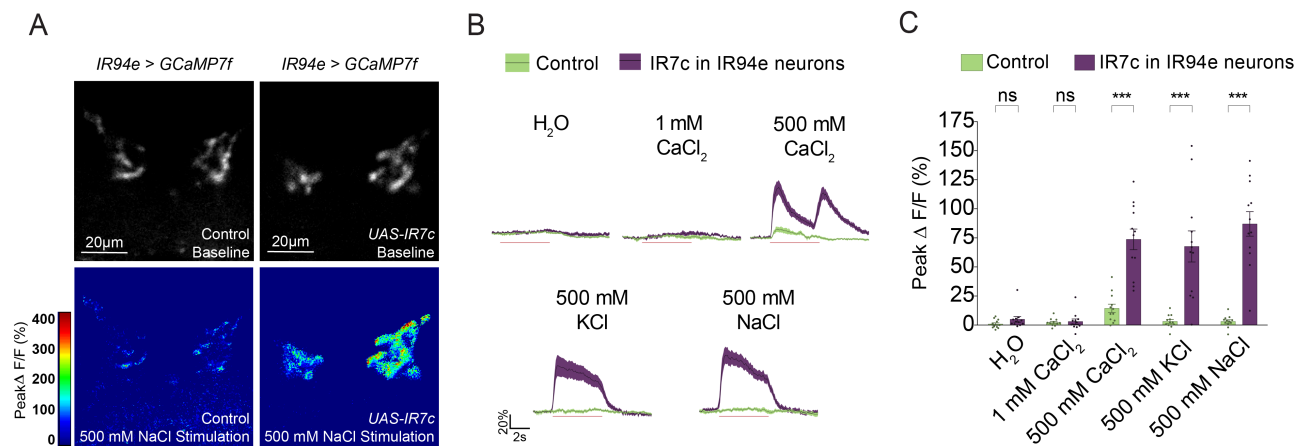 A
IR94e > GCaMP7f
IR94e > GCaMP7f
20µm
Control
Baseline
20µm
UAS-IR7c
Baseline
Peak Δ F/F (%)
400
300
200
100
0
Control
500 mM NaCl Stimulation
UAS-IR7c
500 mM NaCl Stimulation
B
Control
IR7c in IR94e neurons
H₂O
1 mM
CaCl₂
500 mM
CaCl₂
500 mM
KCl
500 mM
NaCl
20%
2s
C
Control
IR7c in IR94e neurons
ns
ns
***
***
***
Peak Δ F/F (%)
175
150
125
100
75
50
25
0
H₂O
1 mM CaCl₂
500 mM CaCl₂
500 mM KCl
500 mM NaCl